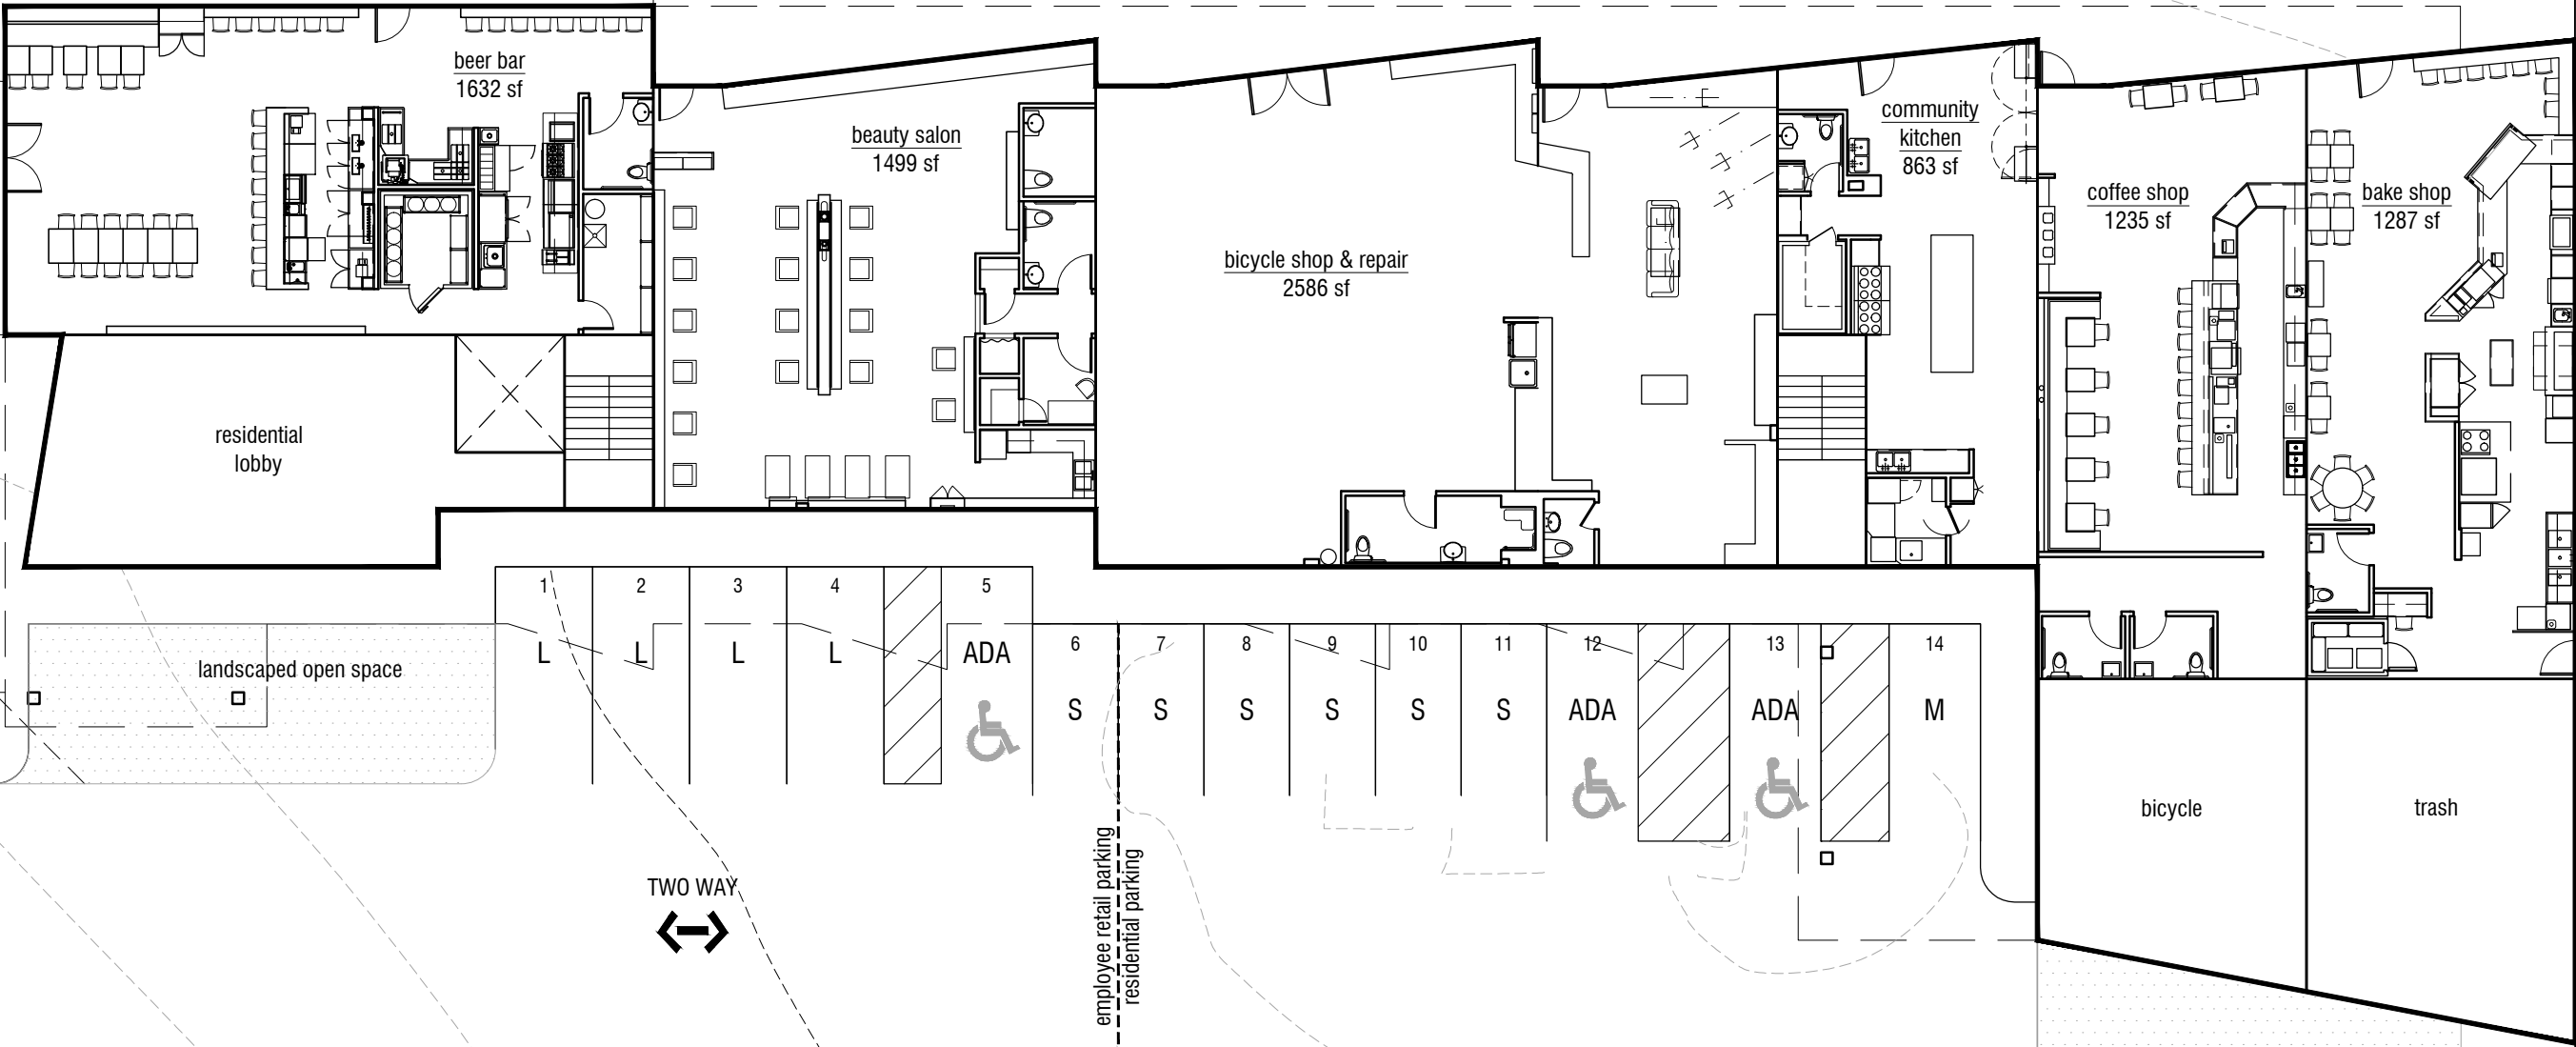 beer bar
1632 sf
beauty salon
1499 sf
bicycle shop & repair
2586 sf
community
kitchen
863 sf
coffee shop
1235 sf
bake shop
1287 sf
residential
lobby
landscaped open space
1
2
3
4
5
L
L
L
L
ADA
6
7
8
9
10
11
12
13
14
S
S
S
S
S
S
ADA
ADA
M
TWO WAY
employee retail parking
residential parking
bicycle
trash